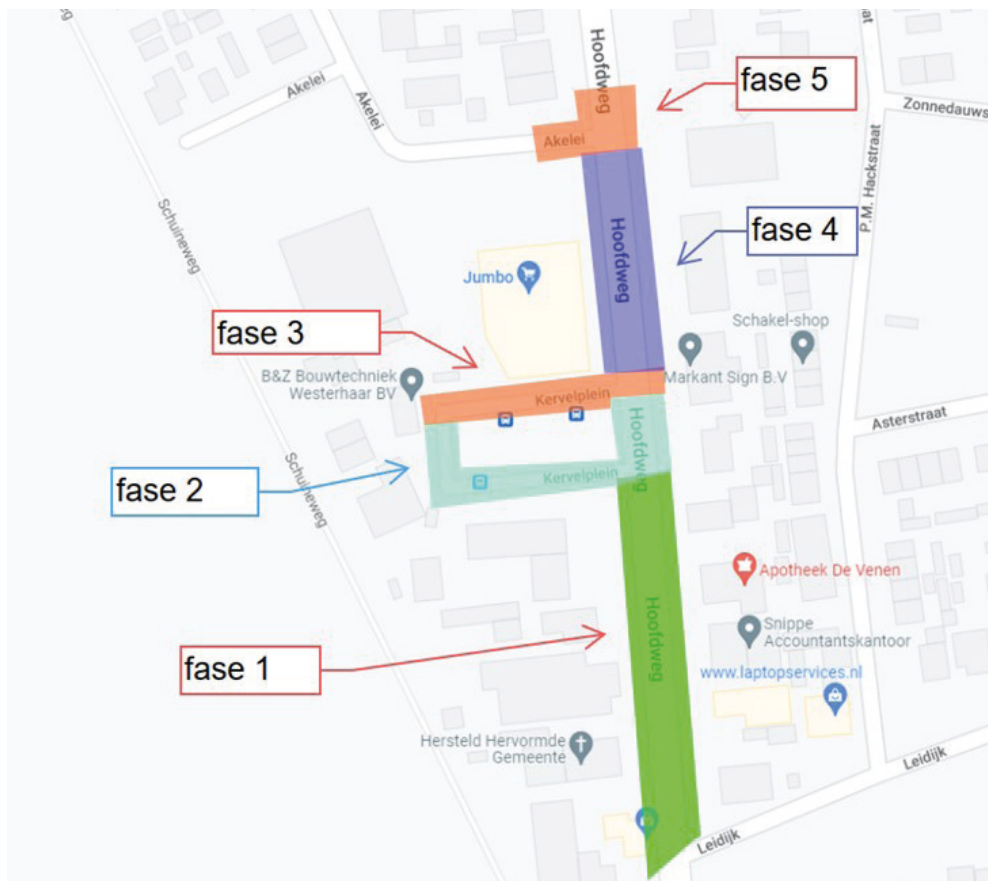 Hoofdweg
fase 5
Akelei
Akelei
Akelei
Zonnedauws
P.M. Hackstraat
Schuineweg
fase 4
Hoofdweg
Jumbo
fase 3
Schakel-shop
B&Z Bouwtechniek
Westerhaar BV
Markant Sign B.V
Kervelplein
Asterstraat
Hoofdweg
Kervelplein
fase 2
Schuineweg
Apotheek De Venen
Hoofdweg
Snippe
Accountantskantoor
fase 1
www.laptopservices.nl
Hersteld Hervormde
Gemeente
Leidijk
Leidijk